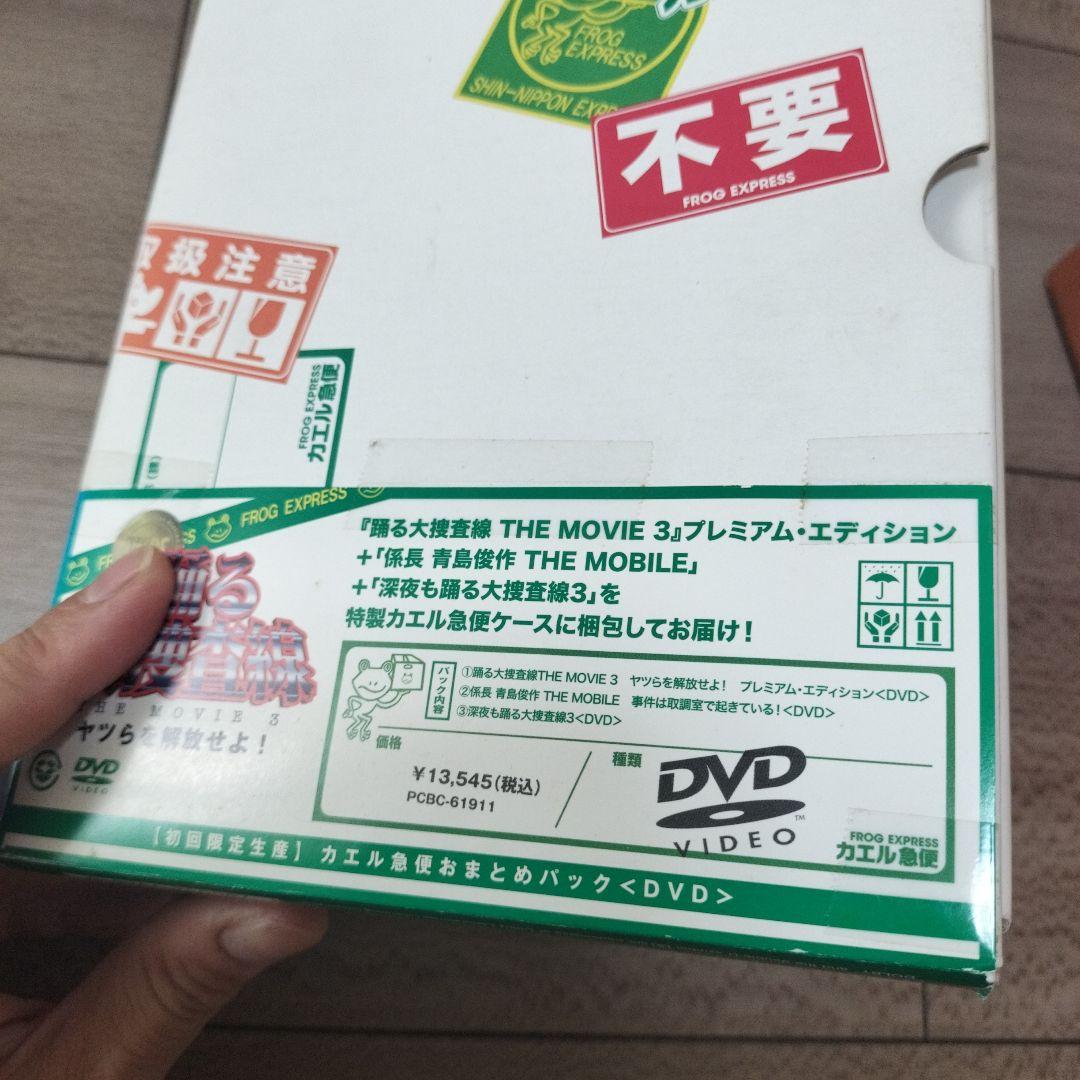 FROG
EXPRESS
SHIN-NIPPON EXPR
不要
FROG EXPRESS
取扱注意
FROG EXPRESS
カエル急便
FROG EXPRESS
『踊る大捜査線 THE MOVIE 3』プレミアム・エディション
+「係長 青島俊作 THE MOBILE」
+「深夜も踊る大捜査線3」を
特製カエル急便ケースに梱包してお届け!
踊る
捜査線
THE MOVIE 3
ヤツらを解放せよ!
DVD
VIDEO
パック内容
①踊る大捜査線THE MOVIE 3 ヤツらを解放せよ! プレミアム・エディション<DVD>
②係長 青島俊作 THE MOBILE 事件は取調室で起きている!<DVD>
③深夜も踊る大捜査線3<DVD>
価格
¥13,545(税込)
PCBC-61911
種類
DVD
VIDEO
TM
FROG EXPRESS
カエル急便
【初回限定生産】 カエル急便おまとめパック<DVD>